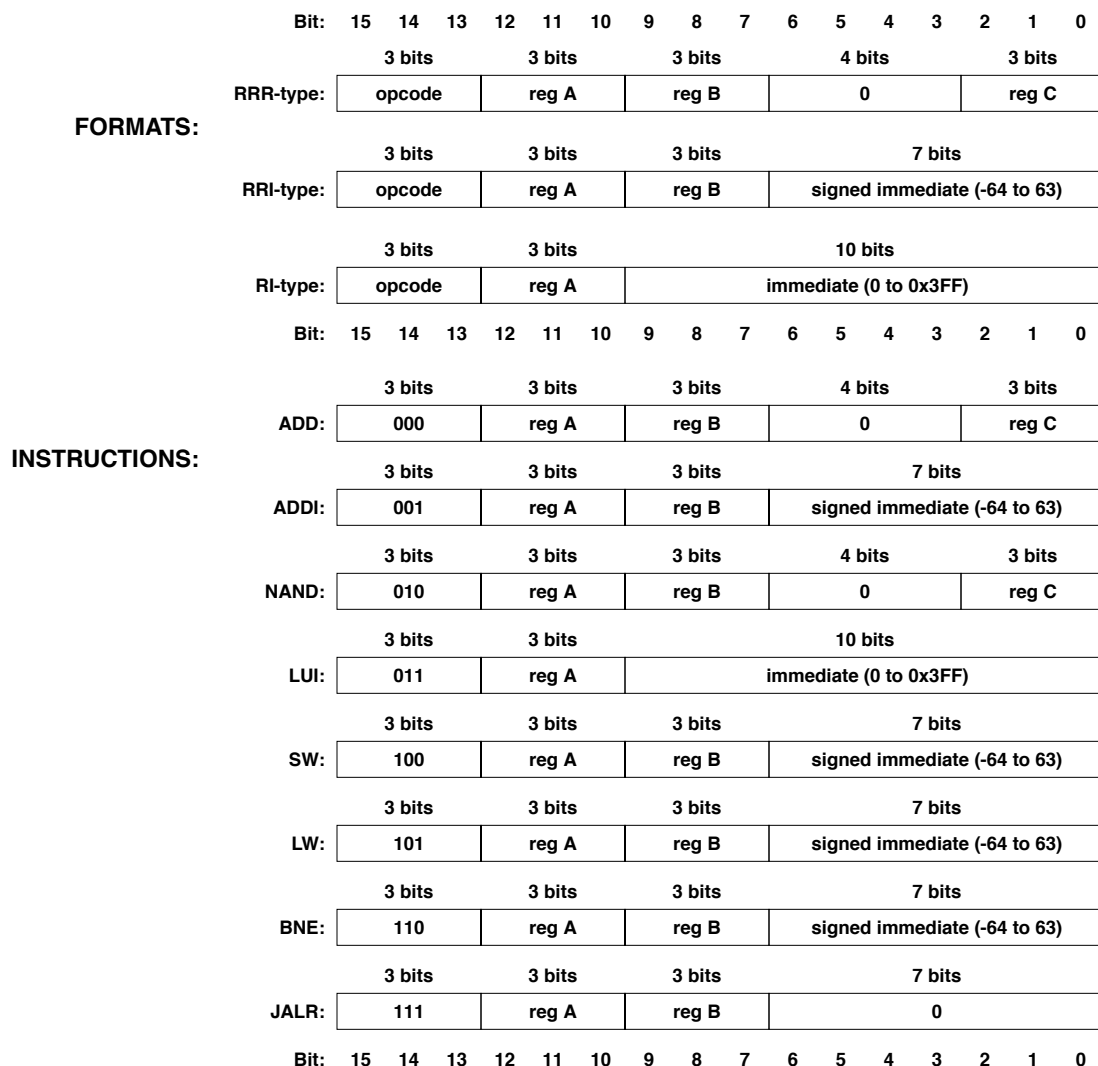 Bit: 15 14 13 12 11 10 9 8 7 6 5 4 3 2 1 0
3 bits 3 bits 3 bits 4 bits 3 bits
RRR-type: opcode reg A reg B 0 reg C
FORMATS:
3 bits 3 bits 3 bits 7 bits
RRI-type: opcode reg A reg B signed immediate (-64 to 63)
3 bits 3 bits 10 bits
RI-type: opcode reg A immediate (0 to 0x3FF)
Bit: 15 14 13 12 11 10 9 8 7 6 5 4 3 2 1 0
3 bits 3 bits 3 bits 4 bits 3 bits
ADD: 000 reg A reg B 0 reg C
INSTRUCTIONS:
3 bits 3 bits 3 bits 7 bits
ADDI: 001 reg A reg B signed immediate (-64 to 63)
3 bits 3 bits 3 bits 4 bits 3 bits
NAND: 010 reg A reg B 0 reg C
3 bits 3 bits 10 bits
LUI: 011 reg A immediate (0 to 0x3FF)
3 bits 3 bits 3 bits 7 bits
SW: 100 reg A reg B signed immediate (-64 to 63)
3 bits 3 bits 3 bits 7 bits
LW: 101 reg A reg B signed immediate (-64 to 63)
3 bits 3 bits 3 bits 7 bits
BNE: 110 reg A reg B signed immediate (-64 to 63)
3 bits 3 bits 3 bits 7 bits
JALR: 111 reg A reg B 0
Bit: 15 14 13 12 11 10 9 8 7 6 5 4 3 2 1 0